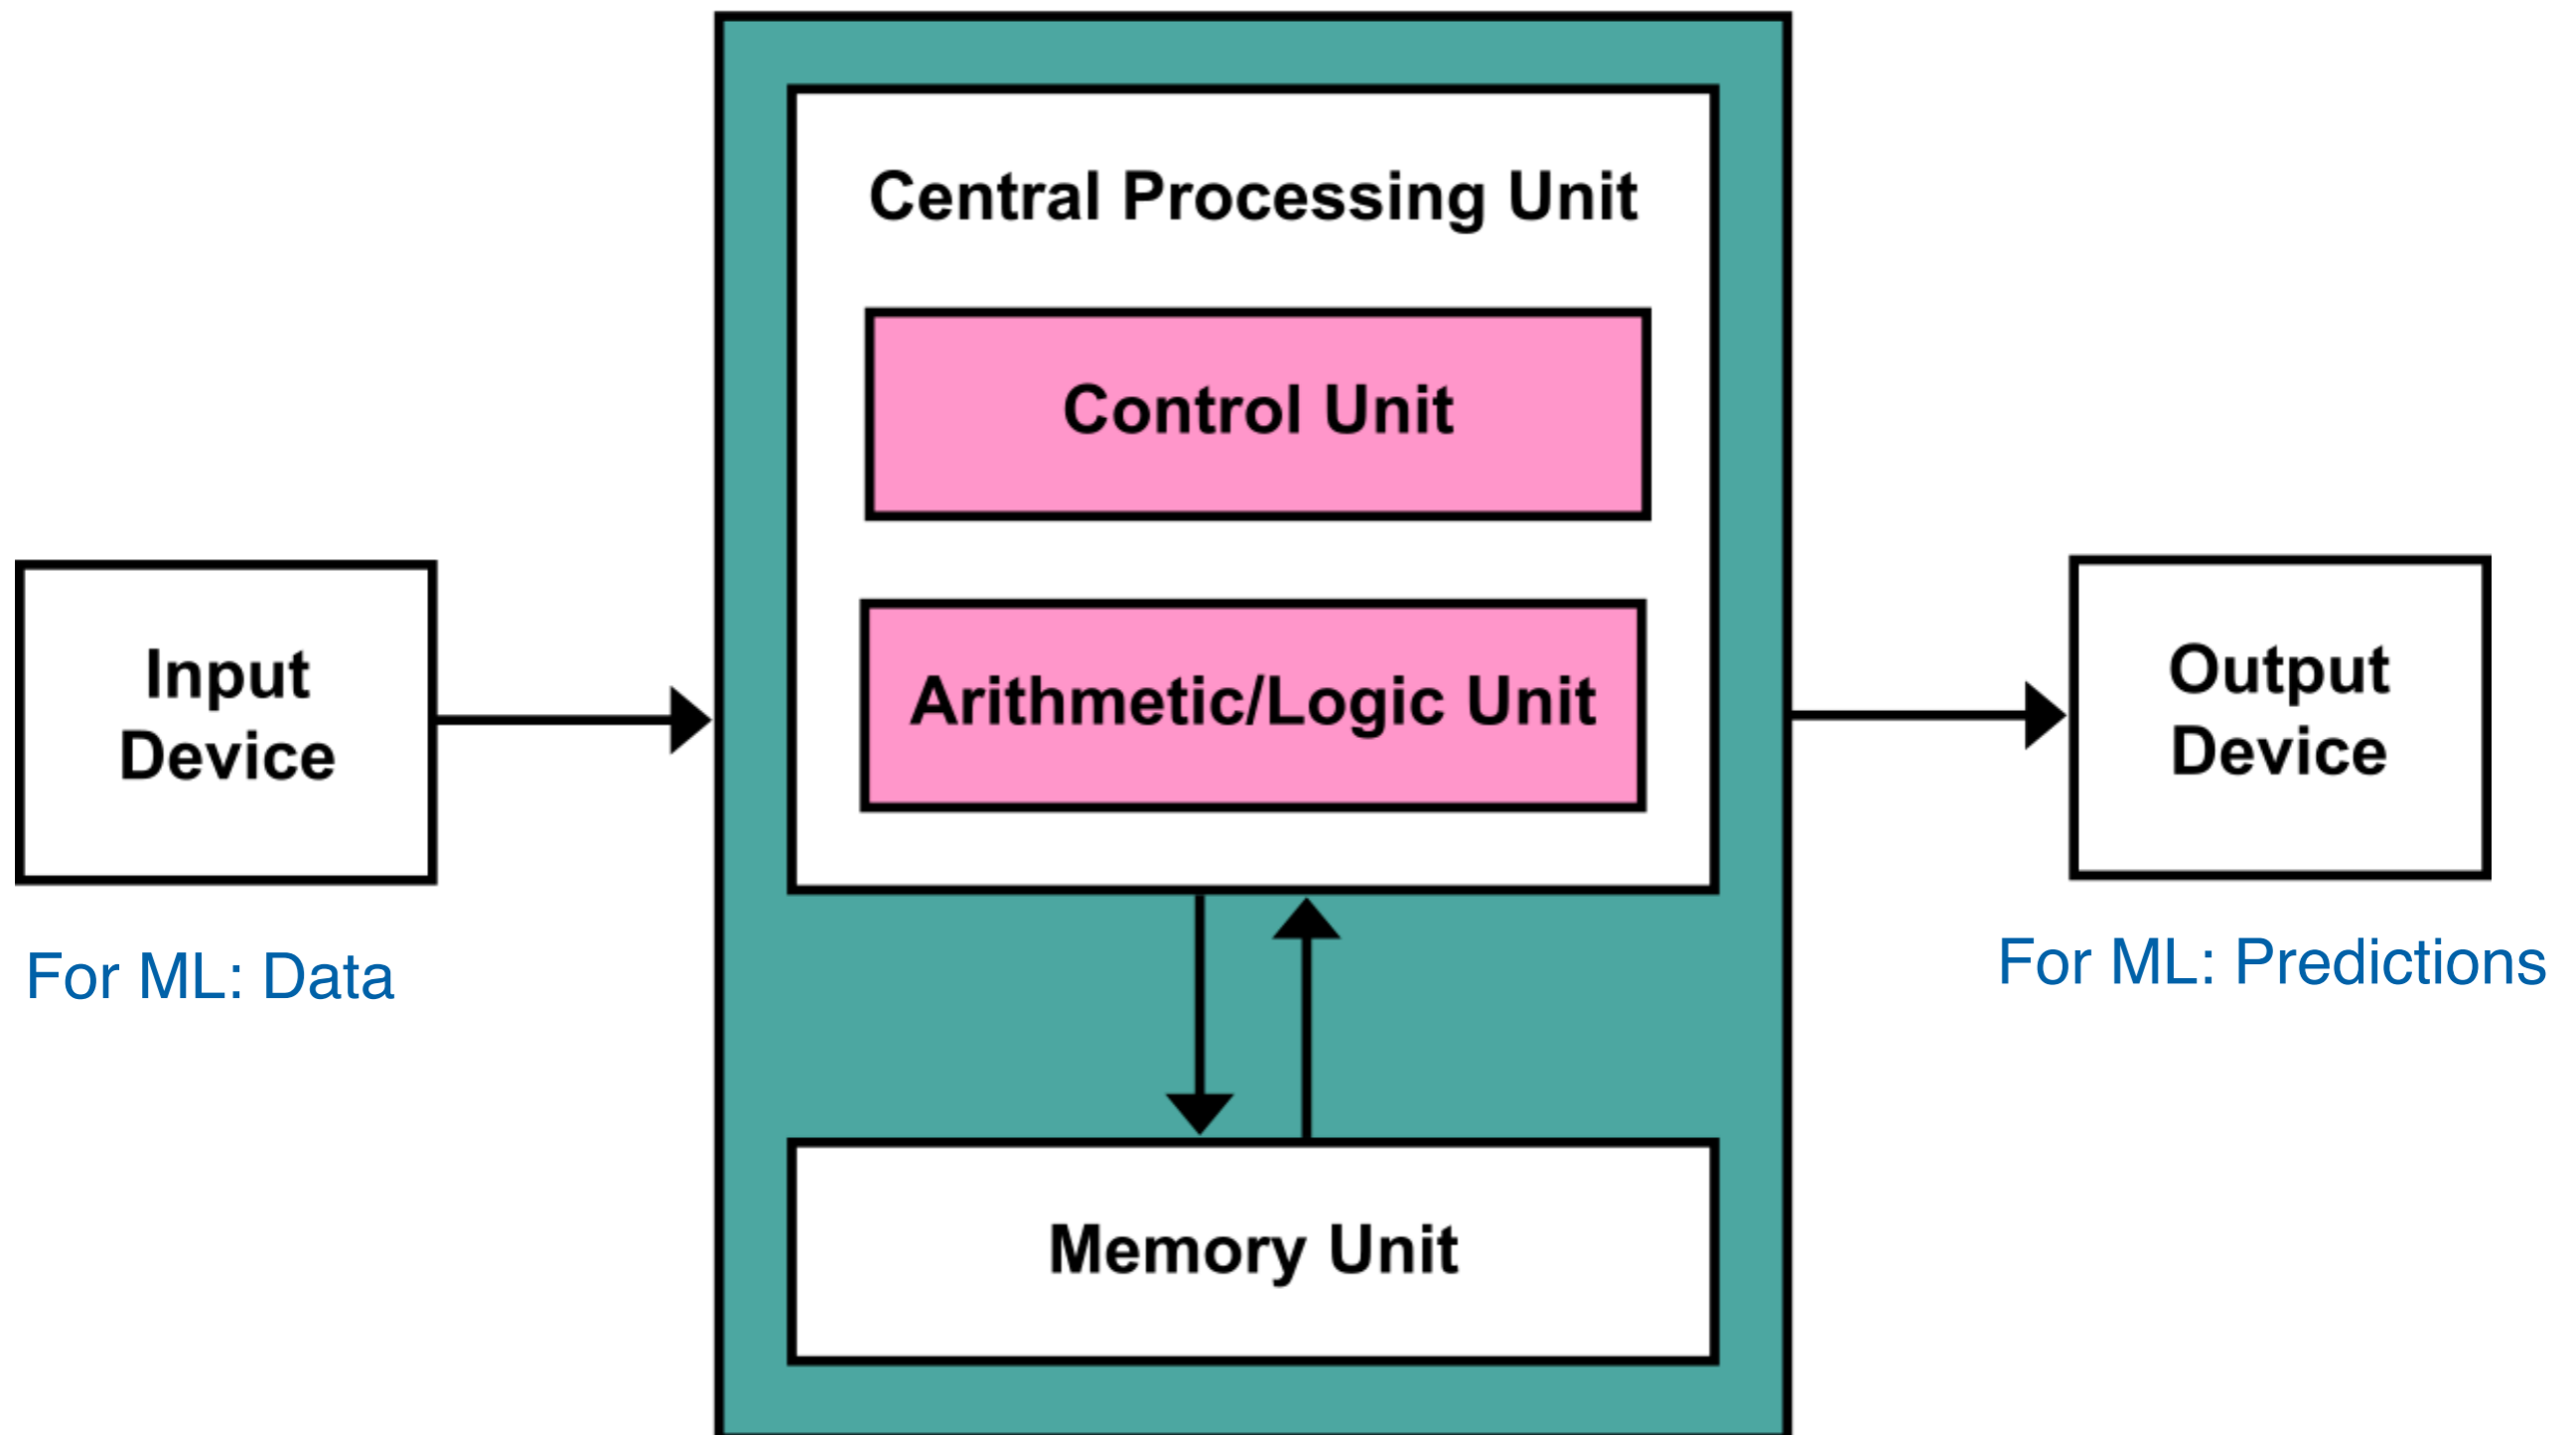 Central Processing Unit
Control Unit
Arithmetic/Logic Unit
Input
Device
Output
Device
For ML: Data
For ML: Predictions
Memory Unit